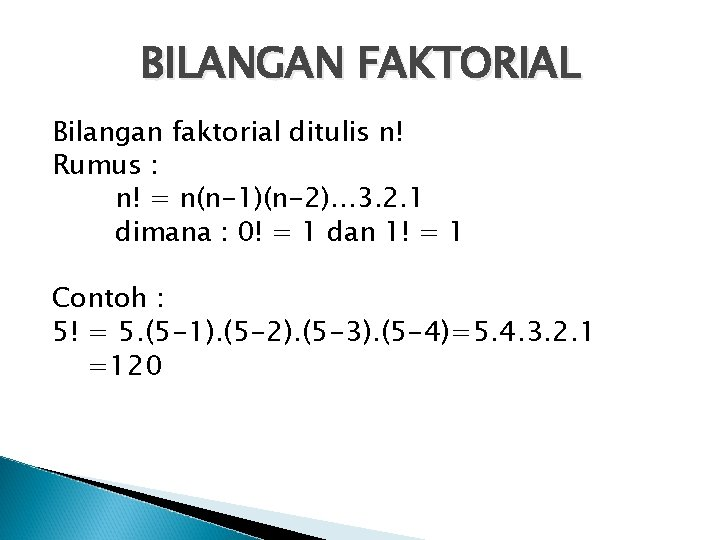 BILANGAN FAKTORIAL
Bilangan faktorial ditulis n!
Rumus :
n! = n(n-1)(n-2)…3.2.1
dimana : 0! = 1 dan 1! = 1
Contoh :
5! = 5.(5-1).(5-2).(5-3).(5-4)=5.4.3.2.1
=120